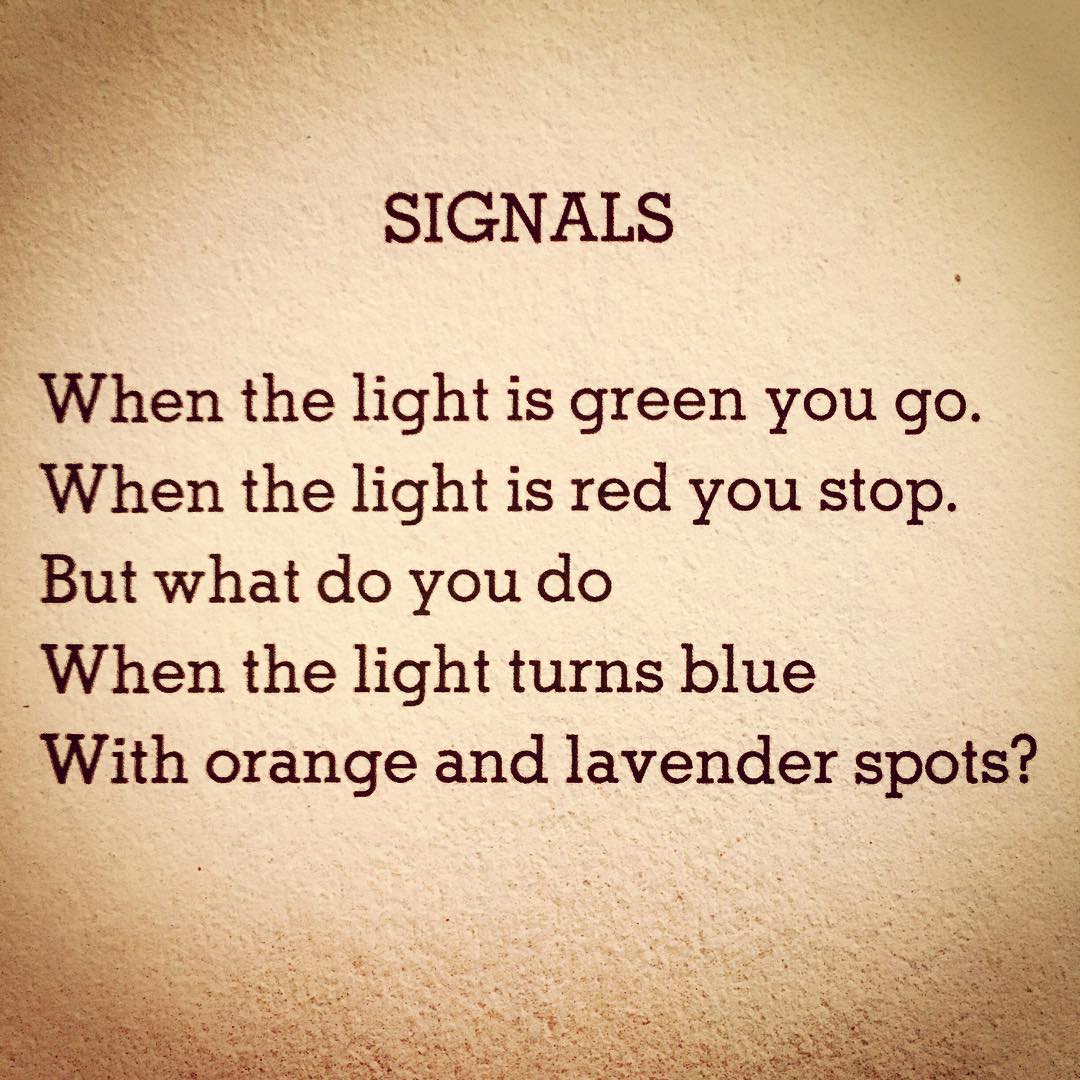 SIGNALS
When the light is green you go.
When the light is red you stop.
But what do you do
When the light turns blue
With orange and lavender spots?